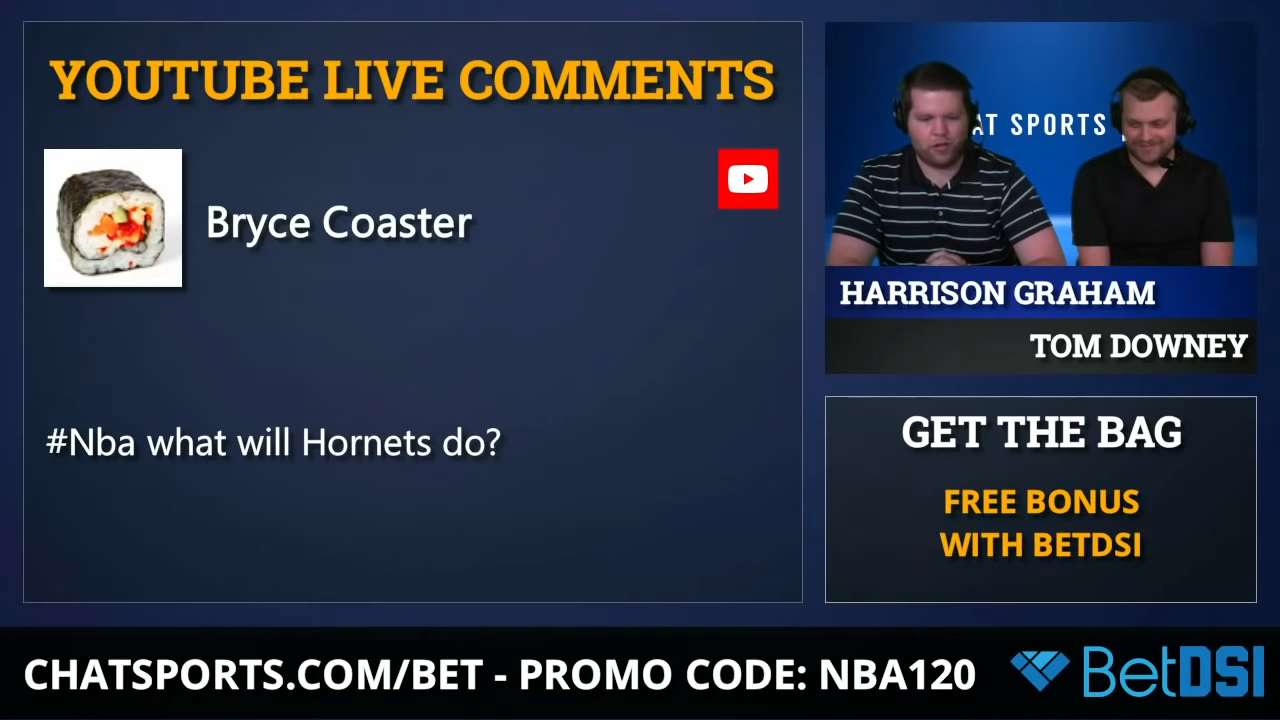 YOUTUBE LIVE COMMENTS
Bryce Coaster
#Nba what will Hornets do?
AT SPORTS
HARRISON GRAHAM
TOM DOWNEY
GET THE BAG
FREE BONUS
WITH BETDSI
CHATSPORTS.COM/BET - PROMO CODE: NBA120
BetDSI